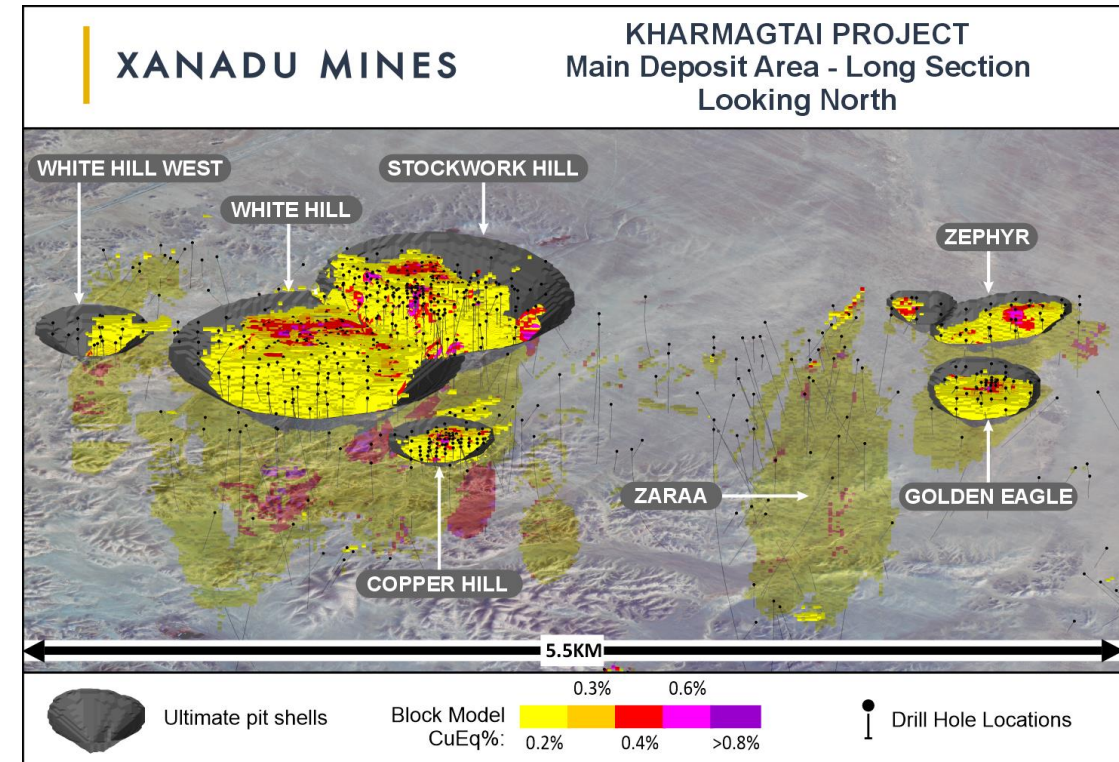 XANADU MINES
KHARMAGTAI PROJECT
Main Deposit Area - Long Section
Looking North
WHITE HILL WEST
STOCKWORK HILL
WHITE HILL
ZEPHYR
ZARAA
GOLDEN EAGLE
COPPER HILL
5.5KM
Ultimate pit shells
Block Model
CuEq%:
0.3% 0.6%
0.2% 0.4% >0.8%
Drill Hole Locations